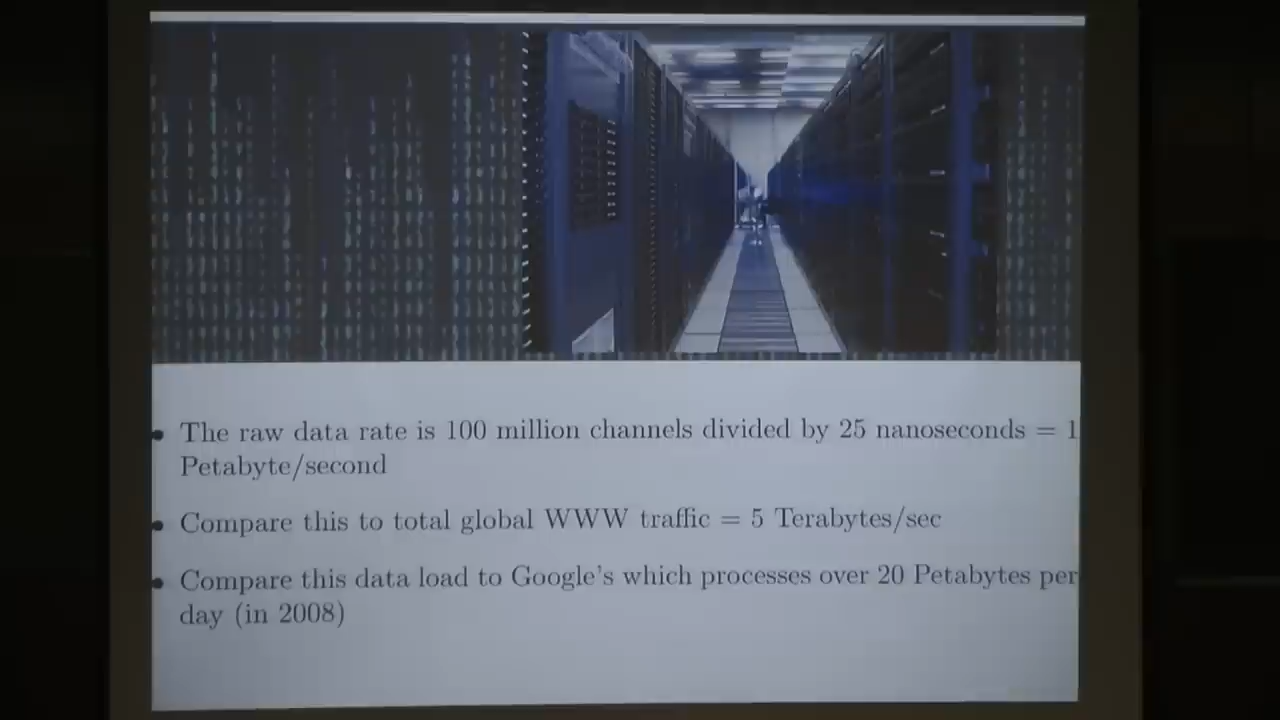 • The raw data rate is 100 million channels divided by 25 nanoseconds = 1
Petabyte/second
• Compare this to total global WWW traffic = 5 Terabytes/sec
• Compare this data load to Google's which processes over 20 Petabytes per
day (in 2008)